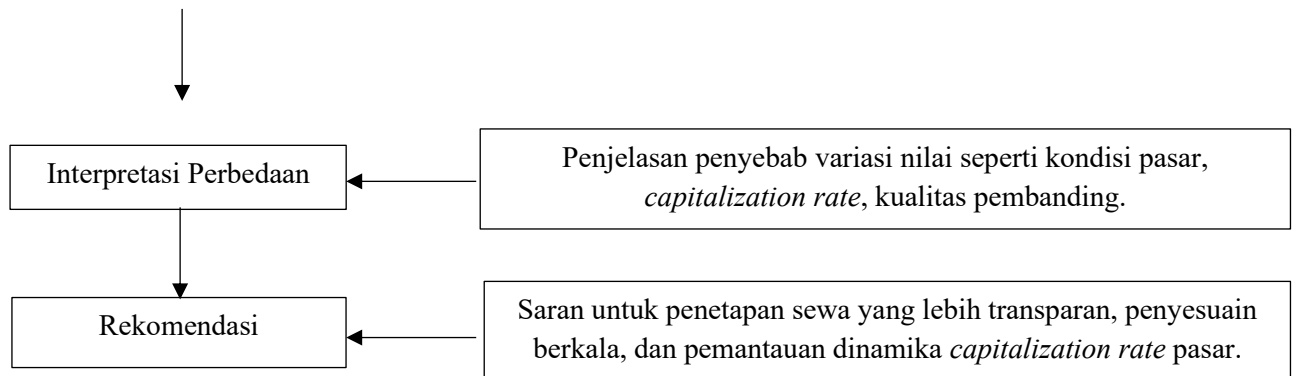 Interpretasi Perbedaan
Penjelasan penyebab variasi nilai seperti kondisi pasar,
capitalization rate, kualitas pembanding.
Rekomendasi
Saran untuk penetapan sewa yang lebih transparan, penyesuain
berkala, dan pemantauan dinamika capitalization rate pasar.